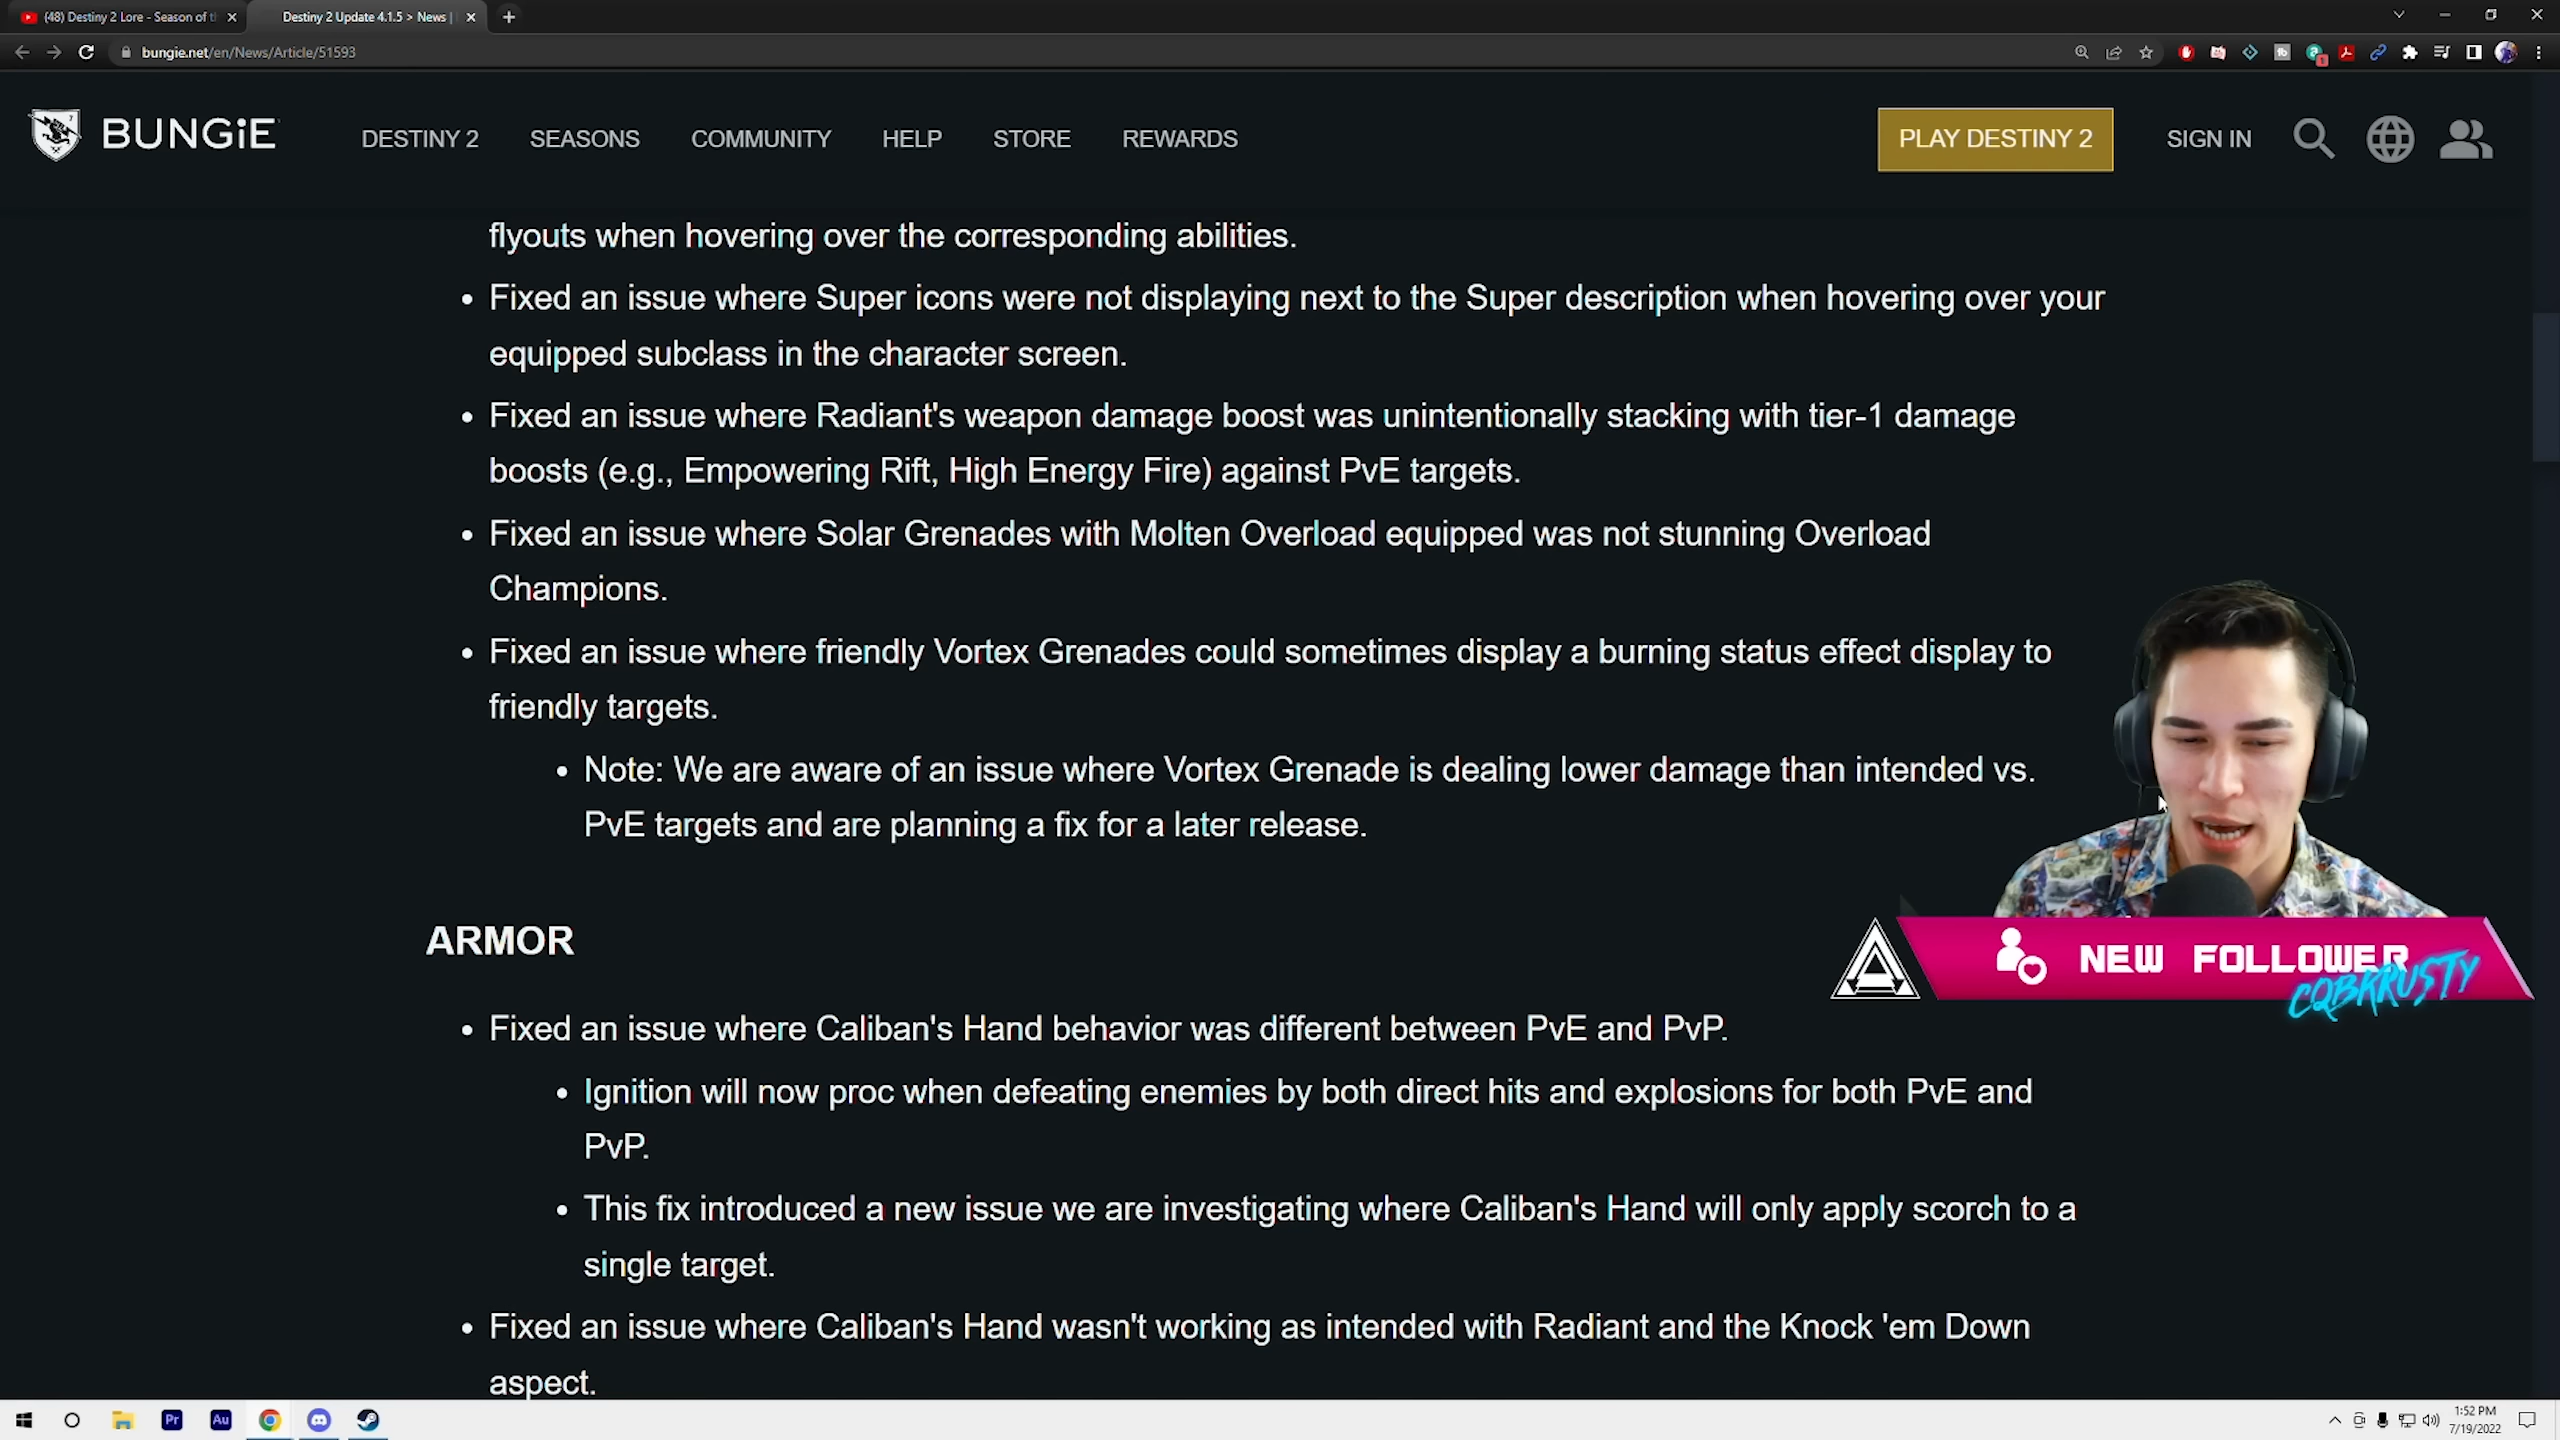 (48) Destiny 2 Lore - Season of t
Destiny 2 Update 4.1.5 > News |
bungie.net/en/News/Article/51593
BUNGiE
DESTINY 2
SEASONS
COMMUNITY
HELP
STORE
REWARDS
PLAY DESTINY 2
SIGN IN
flyouts when hovering over the corresponding abilities.
Fixed an issue where Super icons were not displaying next to the Super description when hovering over your
equipped subclass in the character screen.
Fixed an issue where Radiant's weapon damage boost was unintentionally stacking with tier-1 damage
boosts (e.g., Empowering Rift, High Energy Fire) against PvE targets.
Fixed an issue where Solar Grenades with Molten Overload equipped was not stunning Overload
Champions.
Fixed an issue where friendly Vortex Grenades could sometimes display a burning status effect display to
friendly targets.
Note: We are aware of an issue where Vortex Grenade is dealing lower damage than intended vs.
PvE targets and are planning a fix for a later release.
ARMOR
NEW FOLLOWER
CQBKRUSTY
Fixed an issue where Caliban's Hand behavior was different between PvE and PvP.
Ignition will now proc when defeating enemies by both direct hits and explosions for both PvE and
PvP.
This fix introduced a new issue we are investigating where Caliban's Hand will only apply scorch to a
single target.
Fixed an issue where Caliban's Hand wasn't working as intended with Radiant and the Knock 'em Down
aspect.
Pr
Au
1:52 PM
7/19/2022